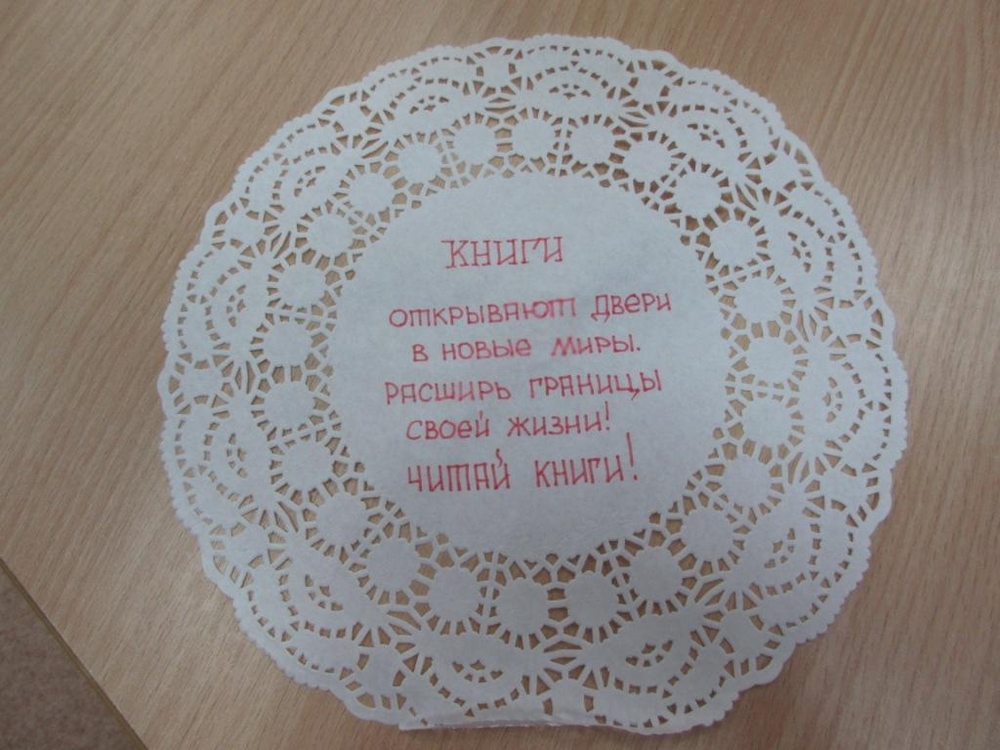 КНИГИ
ОТКРЫВАЮТ ДВЕРИ
В НОВЫЕ МИРЫ.
РАСШИРЬ ГРАНИЦЫ
СВОЕЙ ЖИЗНИ!
ЧИТАЙ КНИГИ!